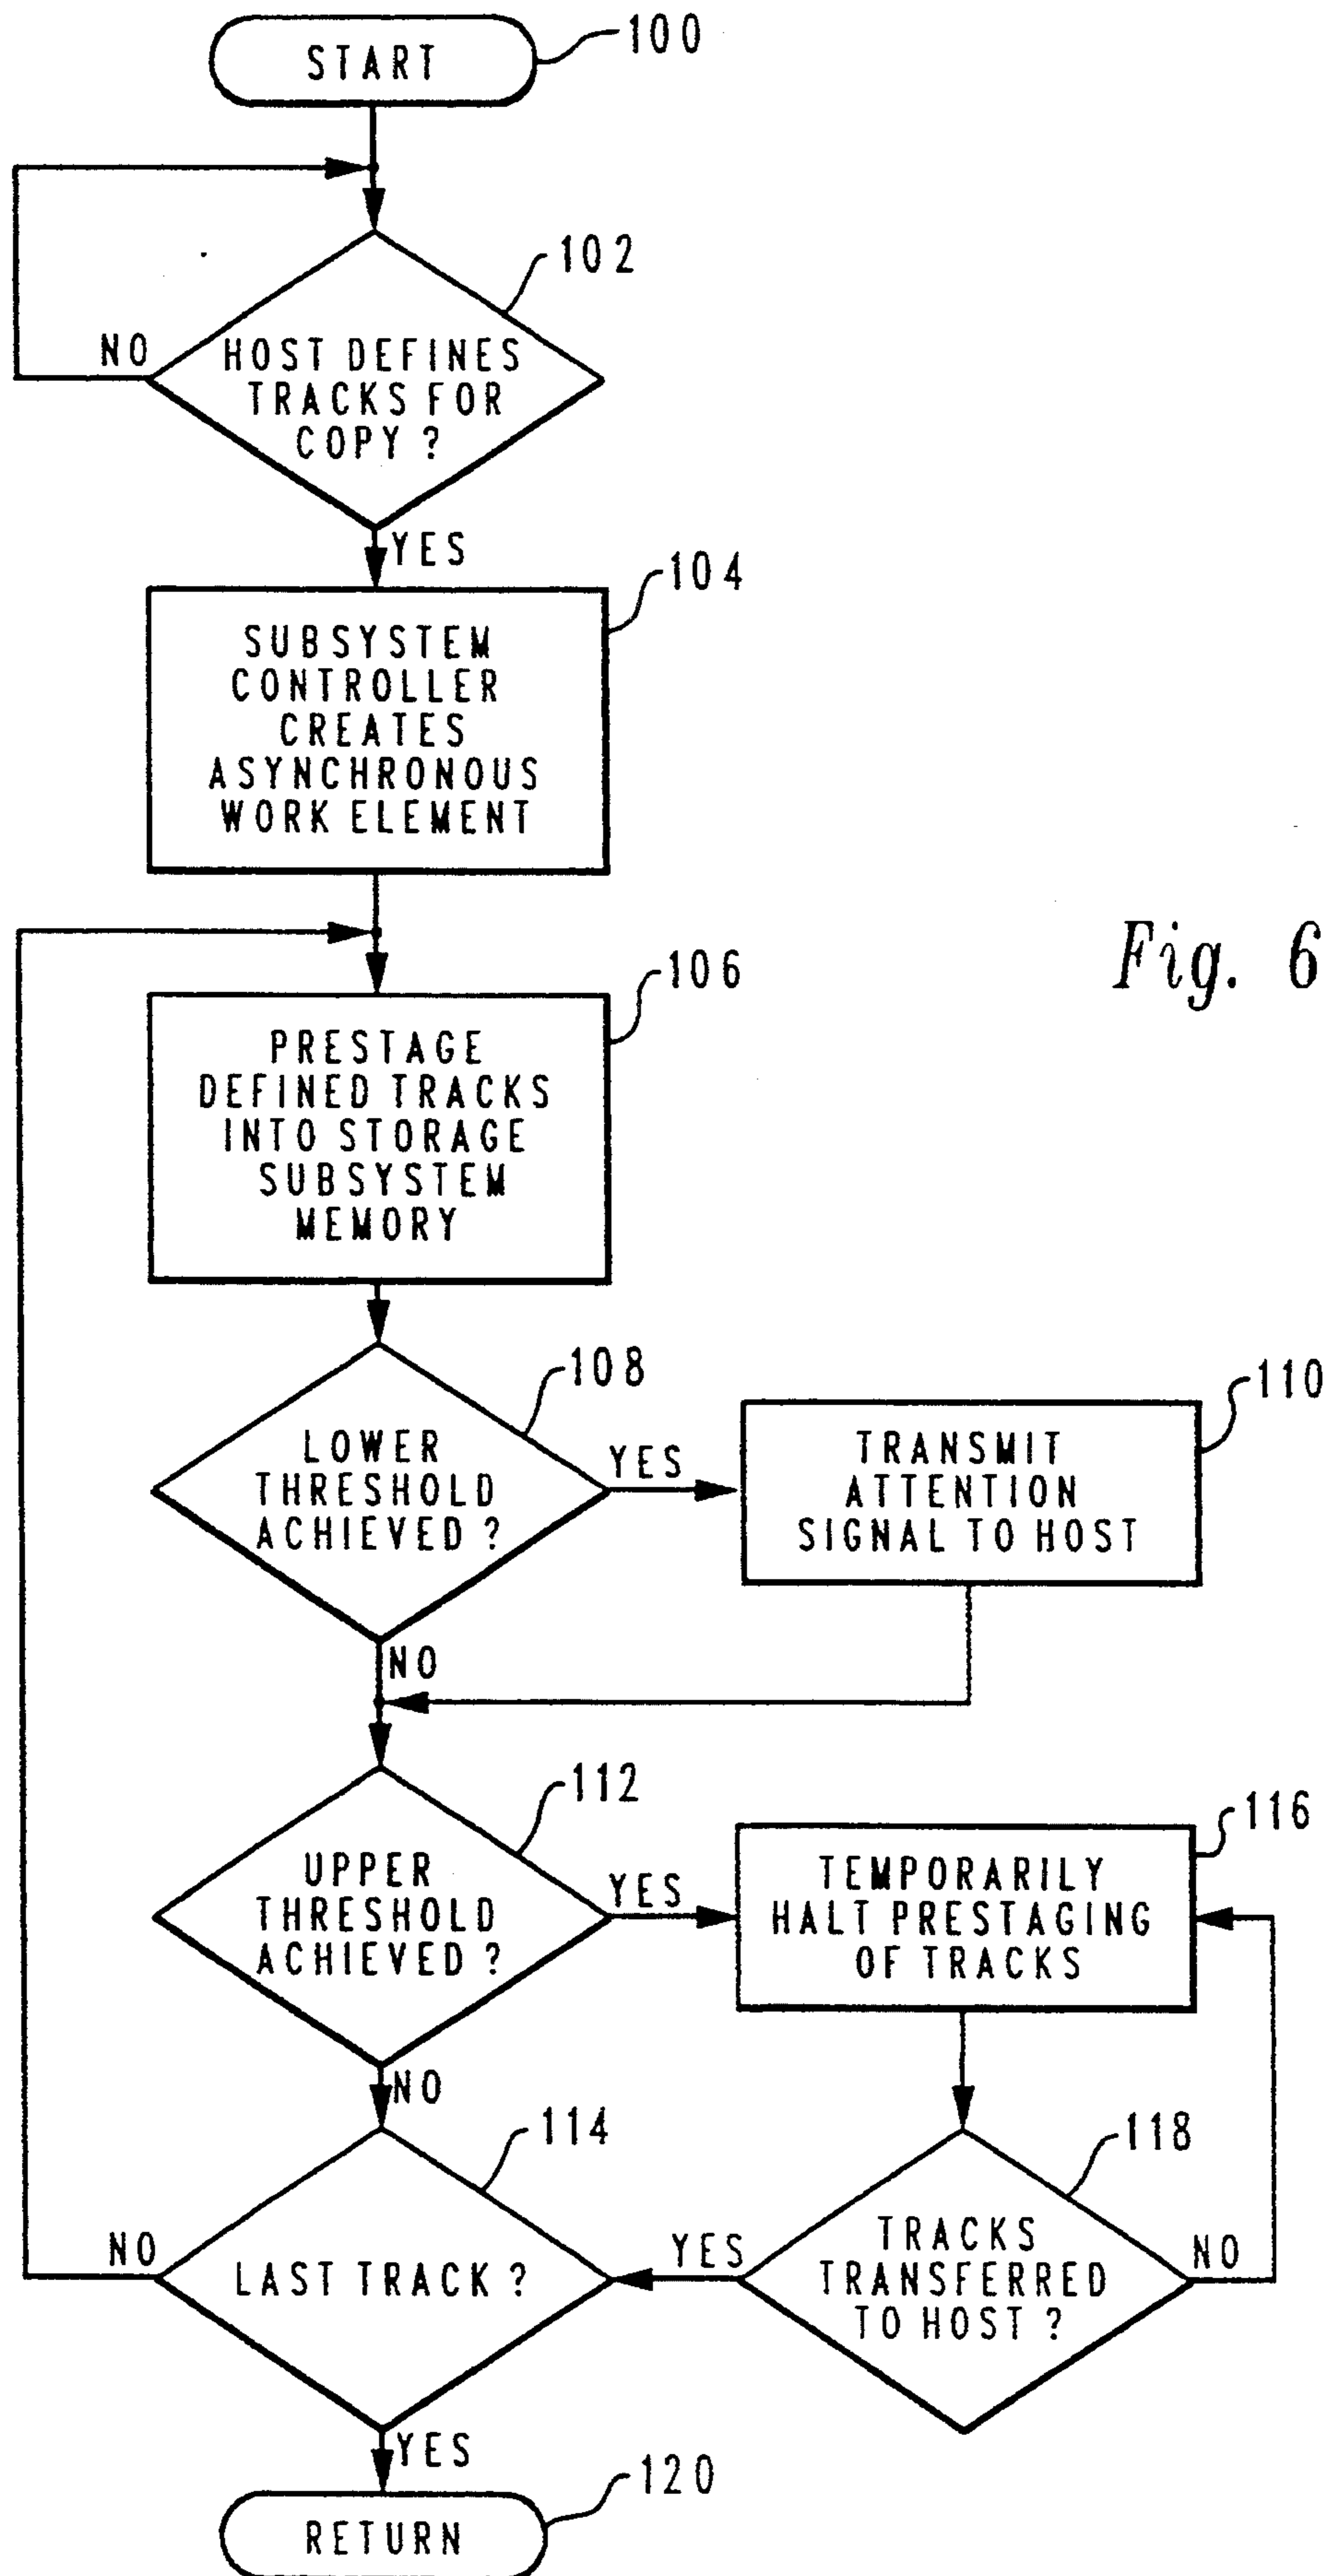 START
100
102
NO
HOST DEFINES
TRACKS FOR
COPY ?
YES
104
SUBSYSTEM
CONTROLLER
CREATES
ASYNCHRONOUS
WORK ELEMENT
Fig. 6
106
PRESTAGE
DEFINED TRACKS
INTO STORAGE
SUBSYSTEM
MEMORY
108
LOWER
THRESHOLD
ACHIEVED ?
YES
110
TRANSMIT
ATTENTION
SIGNAL TO HOST
NO
112
UPPER
THRESHOLD
ACHIEVED ?
YES
116
TEMPORARILY
HALT PRESTAGING
OF TRACKS
NO
114
NO
LAST TRACK ?
YES
118
TRACKS
TRANSFERRED
TO HOST ?
NO
YES
120
RETURN